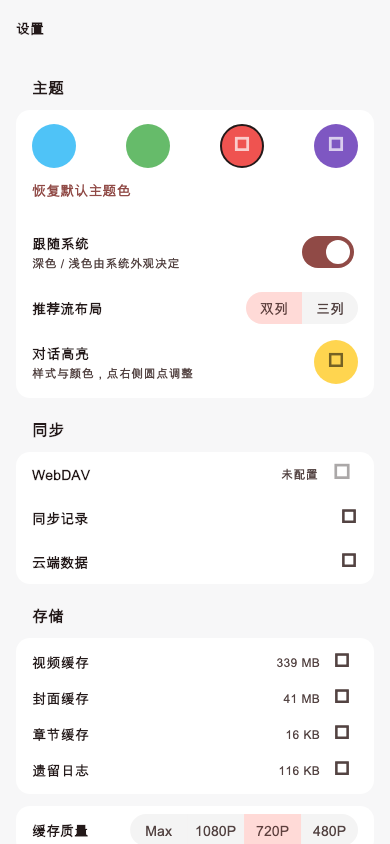 设置
主题
恢复默认主题色
跟随系统
深色 / 浅色由系统外观决定
推荐流布局
双列 三列
对话高亮
样式与颜色，点右侧圆点调整
同步
WebDAV 未配置
同步记录
云端数据
存储
视频缓存 339 MB
封面缓存 41 MB
章节缓存 16 KB
遗留日志 116 KB
缓存质量 Max 1080P 720P 480P